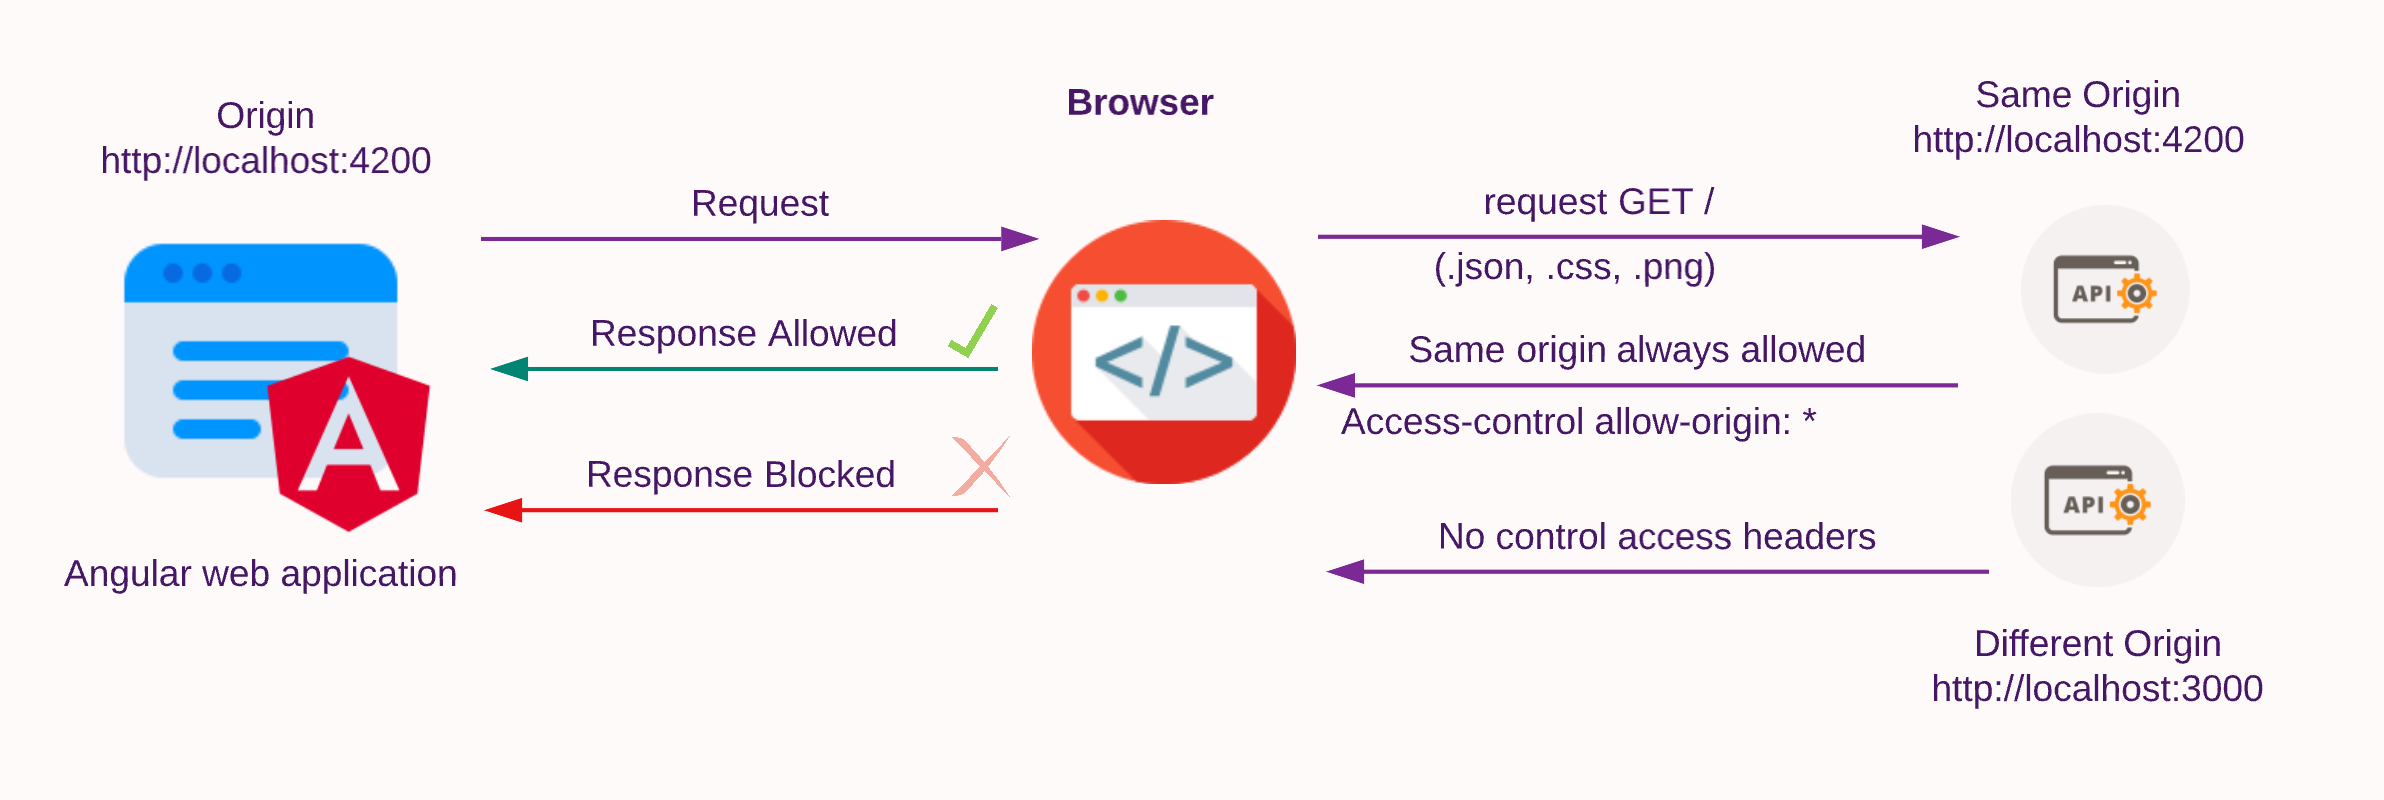 Origin
http://localhost:4200
Angular web application
Request
Response Allowed
Response Blocked
Browser
</>
request GET /
(.json, .css, .png)
Same origin always allowed
Access-control allow-origin: *
No control access headers
Same Origin
http://localhost:4200
API
API
Different Origin
http://localhost:3000